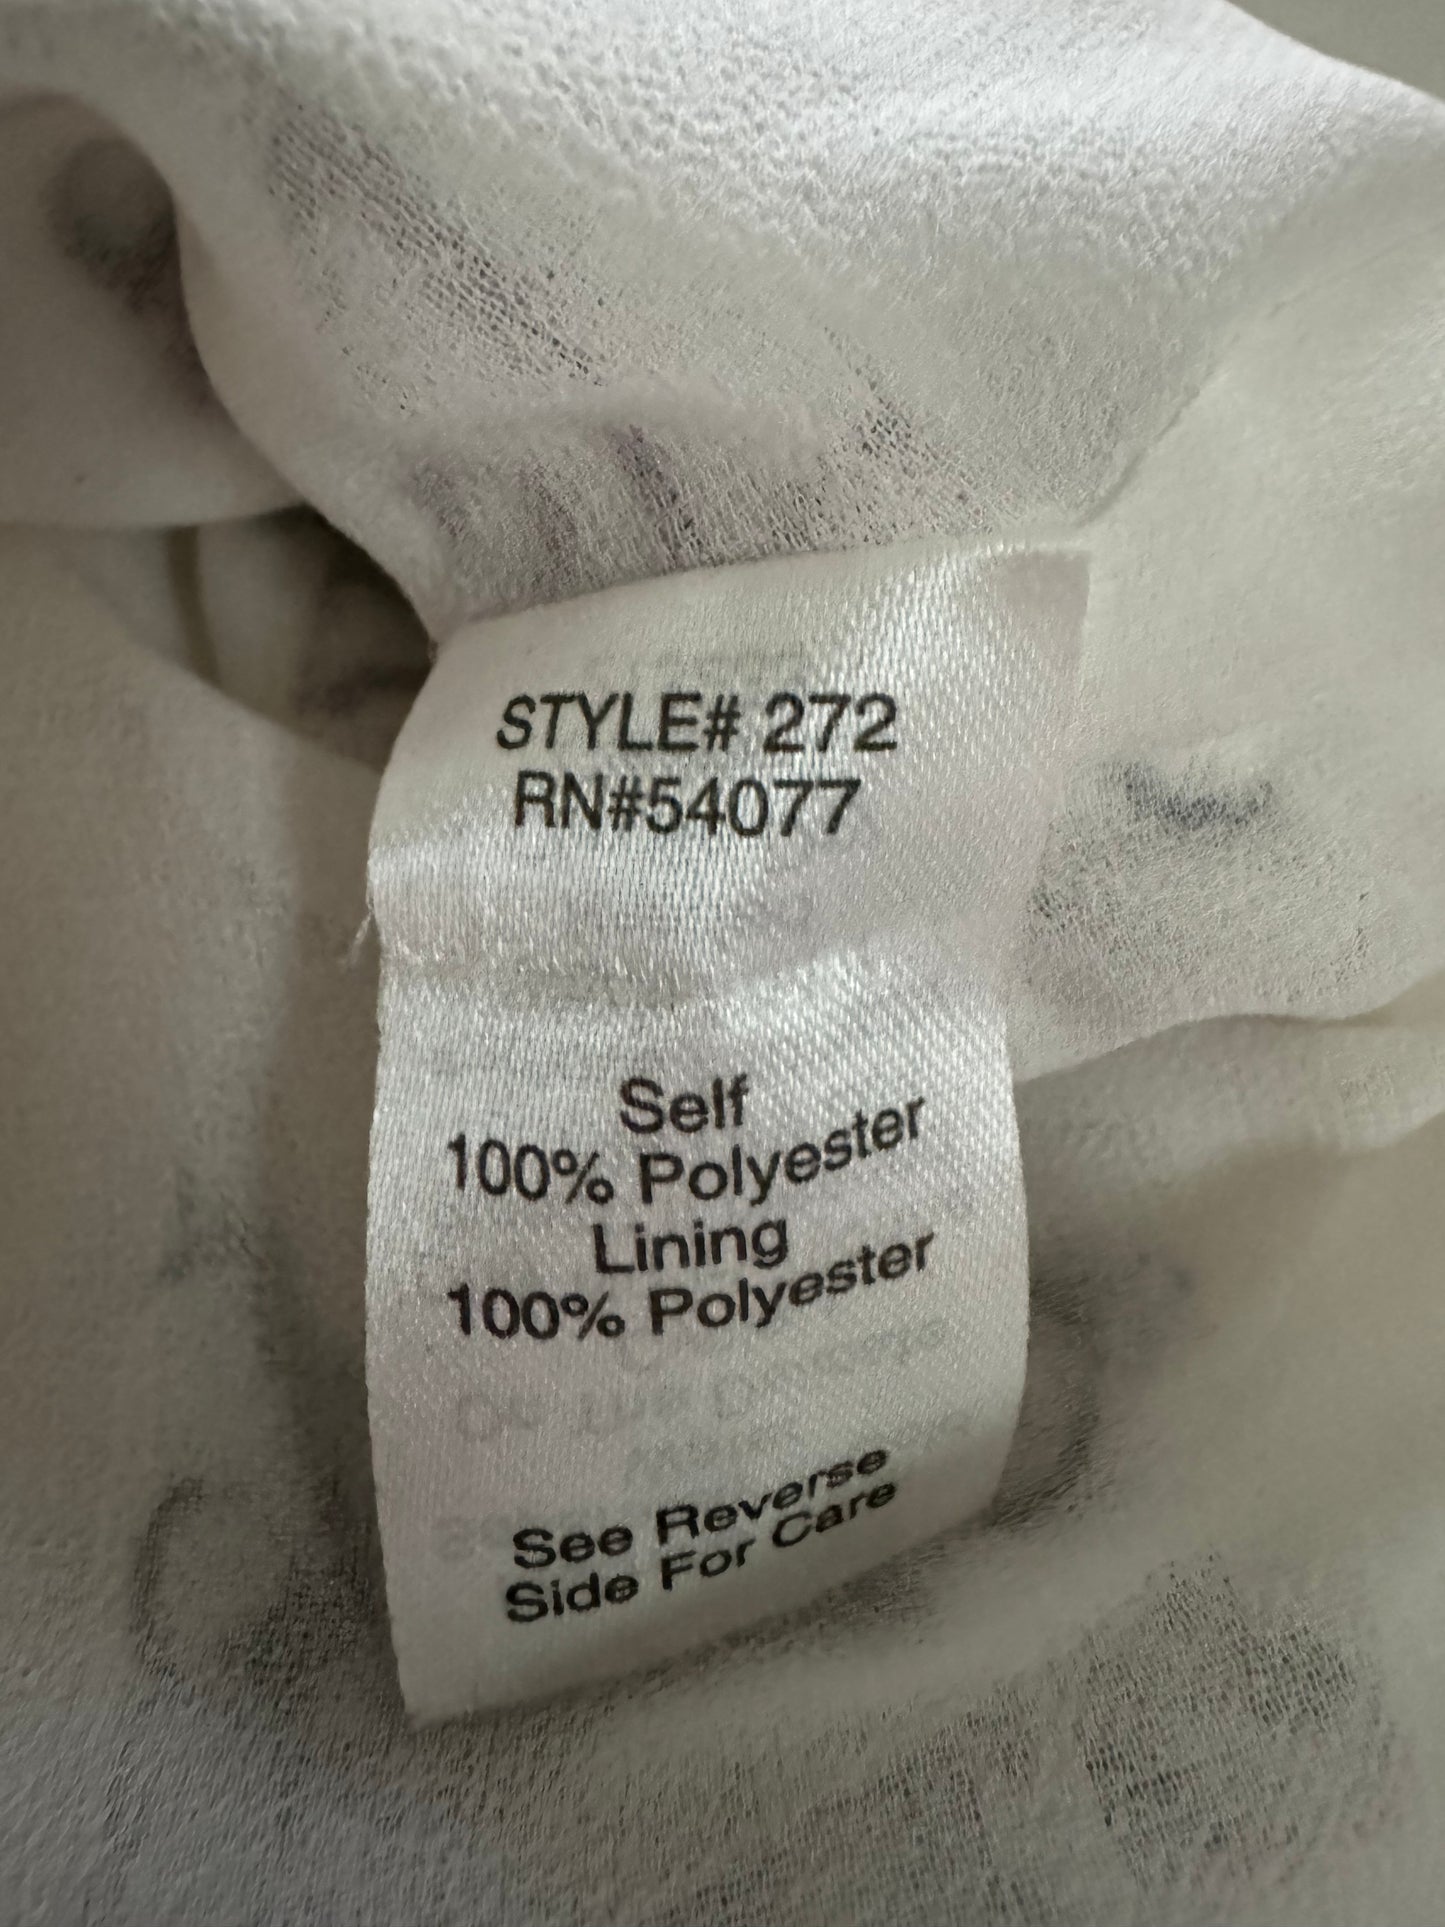 STYLE# 272
RN#54077
Self
100% Polyester
Lining
100% Polyester
See Reverse
Side For Care